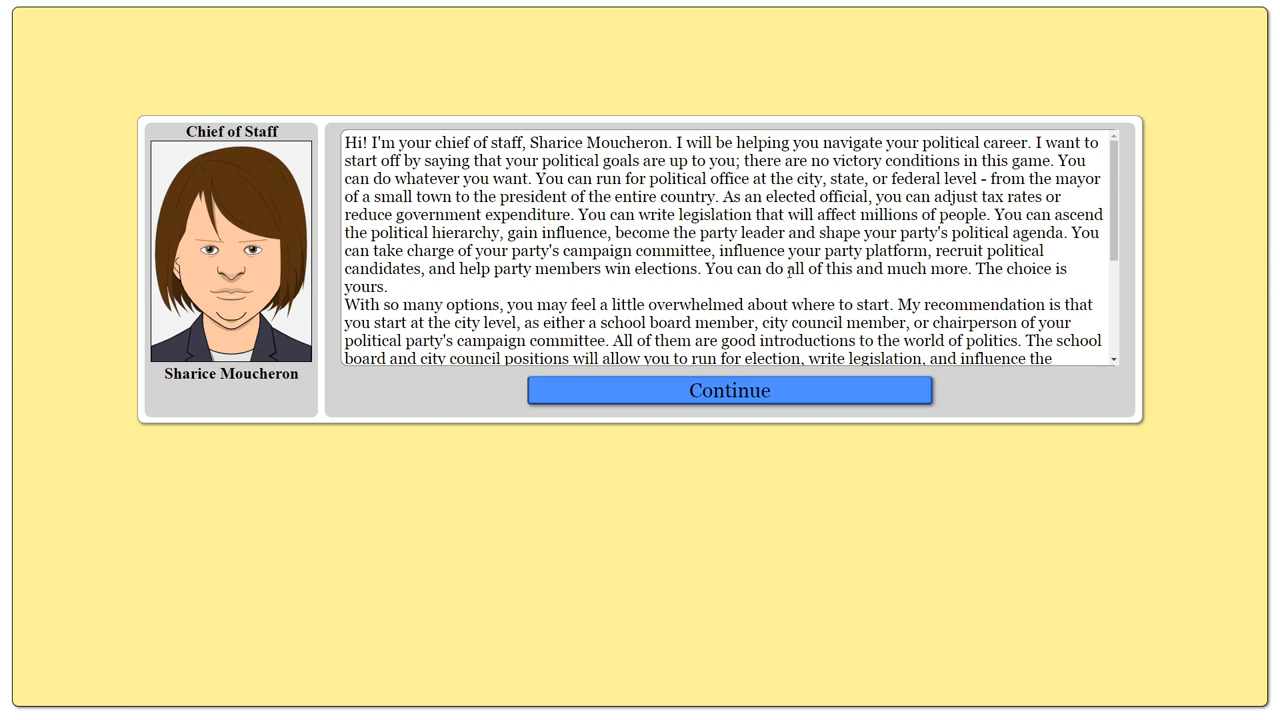 Chief of Staff
Sharice Moucheron
Hi! I'm your chief of staff, Sharice Moucheron. I will be helping you navigate your political career. I want to
start off by saying that your political goals are up to you; there are no victory conditions in this game. You
can do whatever you want. You can run for political office at the city, state, or federal level - from the mayor
of a small town to the president of the entire country. As an elected official, you can adjust tax rates or
reduce government expenditure. You can write legislation that will affect millions of people. You can ascend
the political hierarchy, gain influence, become the party leader and shape your party's political agenda. You
can take charge of your party's campaign committee, influence your party platform, recruit political
candidates, and help party members win elections. You can do all of this and much more. The choice is
yours.
With so many options, you may feel a little overwhelmed about where to start. My recommendation is that
you start at the city level, as either a school board member, city council member, or chairperson of your
political party's campaign committee. All of them are good introductions to the world of politics. The school
board and city council positions will allow you to run for election, write legislation, and influence the
Continue